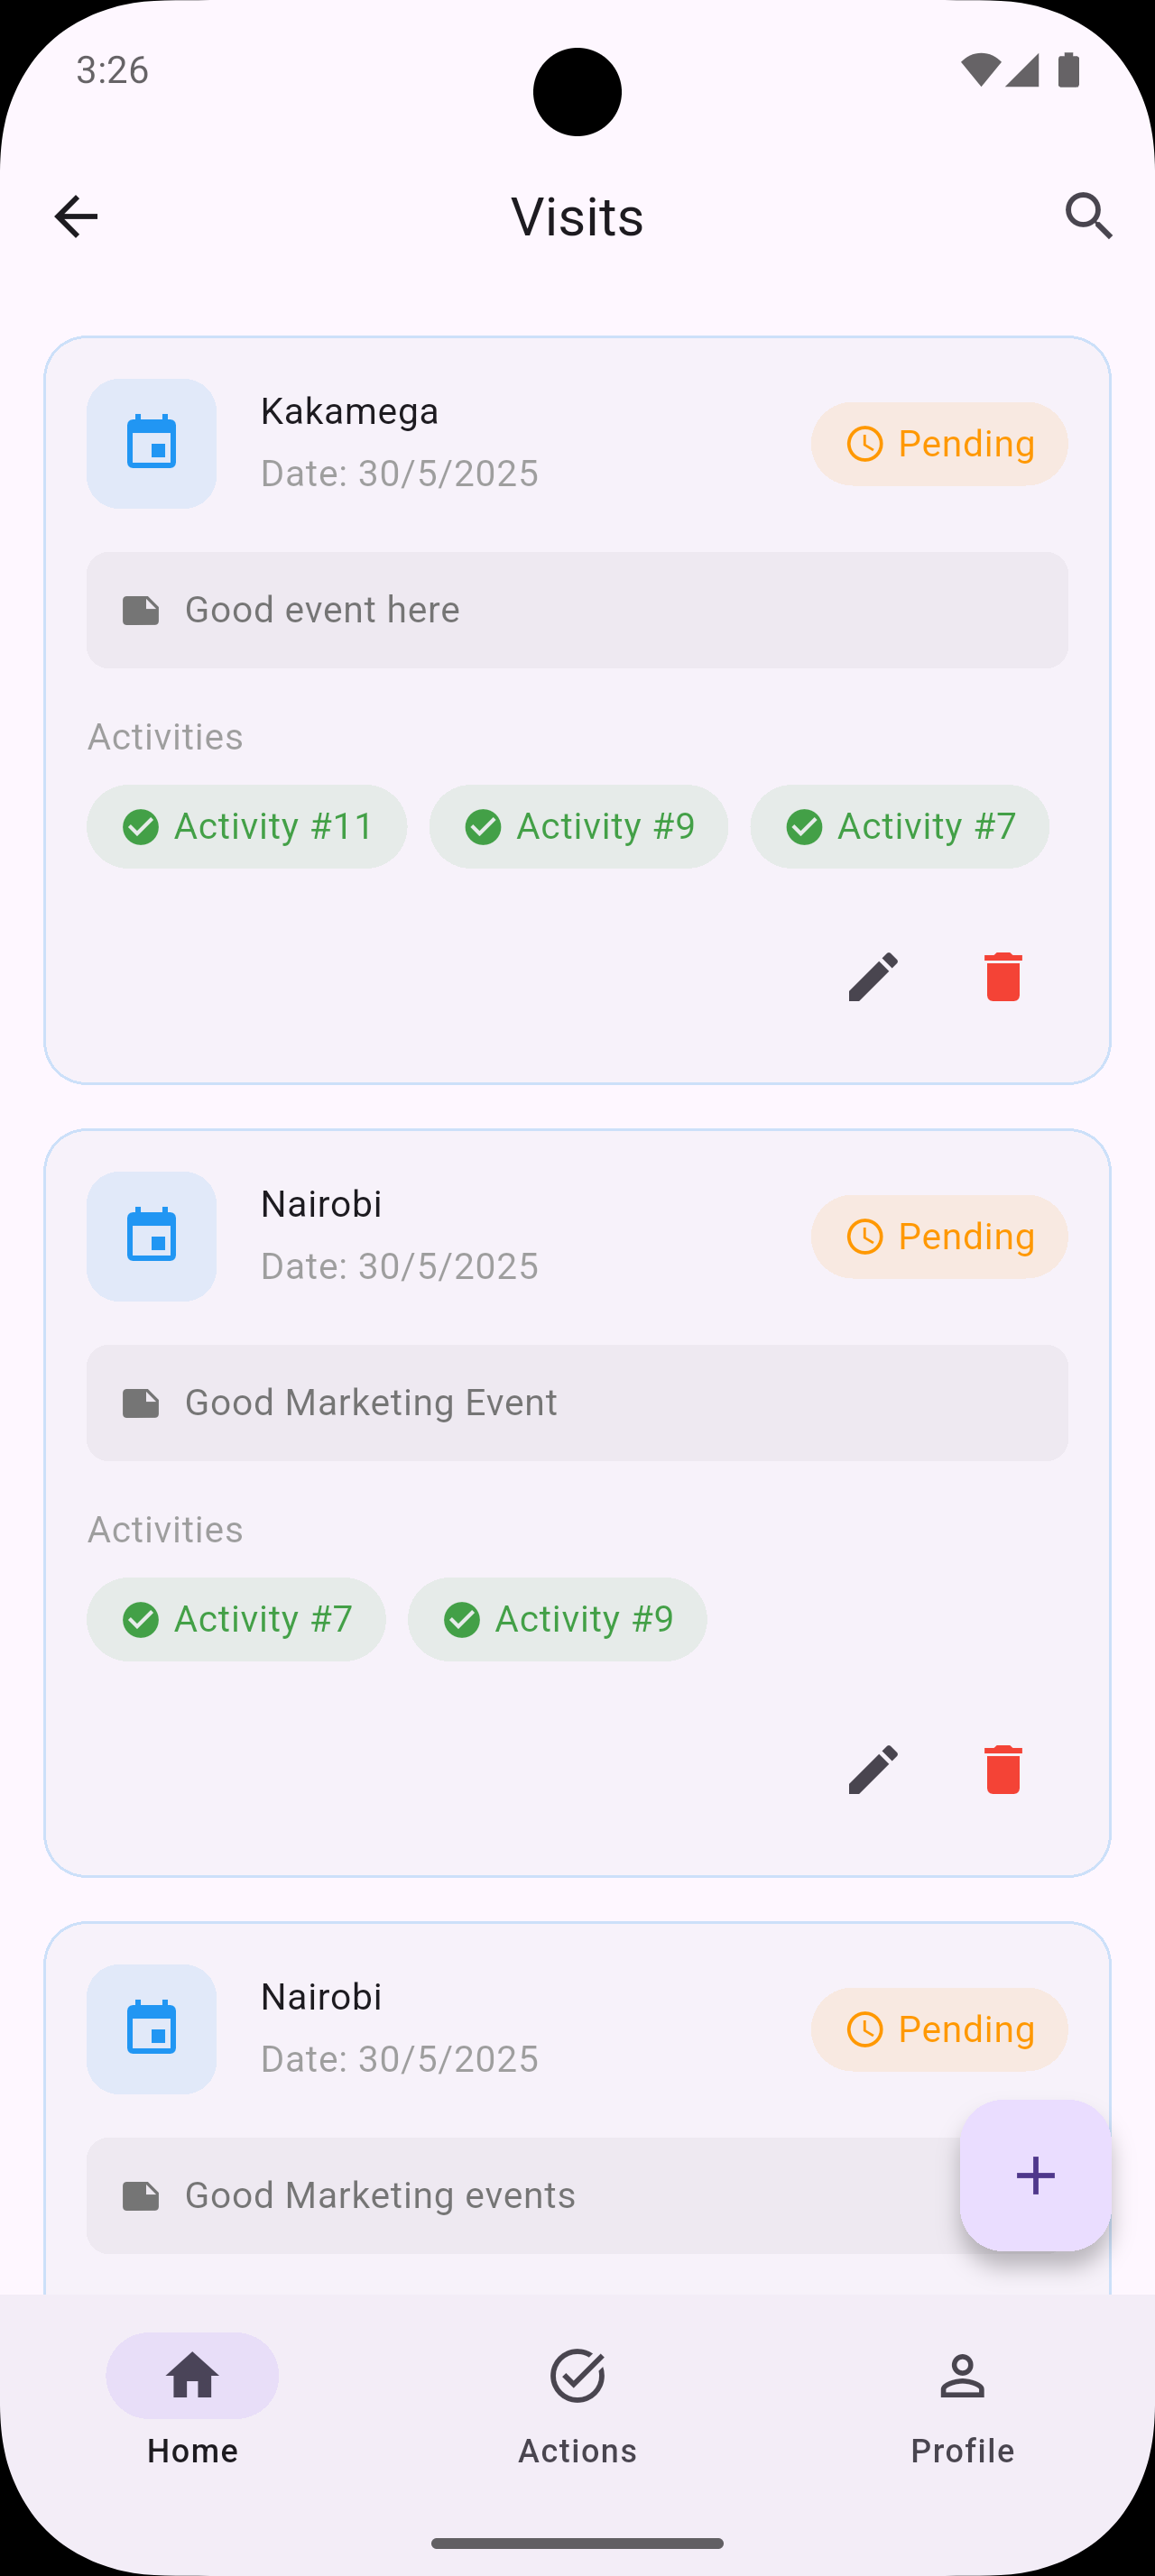 3:26
Visits
Kakamega
Date: 30/5/2025
Pending
Good event here
Activities
Activity #11
Activity #9
Activity #7
Nairobi
Date: 30/5/2025
Pending
Good Marketing Event
Activities
Activity #7
Activity #9
Nairobi
Date: 30/5/2025
Pending
Good Marketing events
Home
Actions
Profile